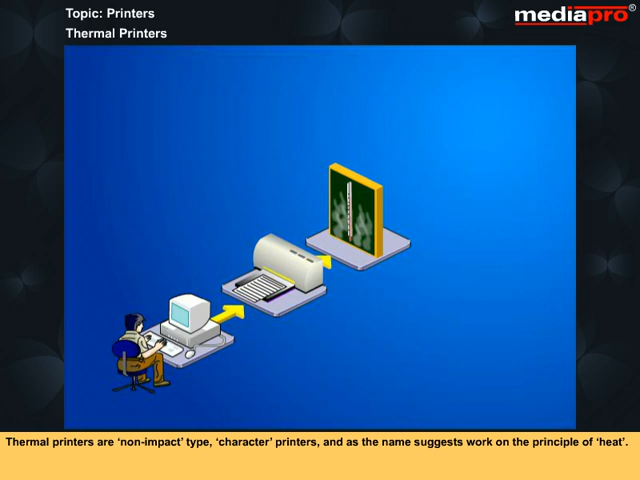 Topic: Printers
Thermal Printers
mediapro®
Thermal printers are ‘non-impact’ type, ‘character’ printers, and as the name suggests work on the principle of ‘heat’.